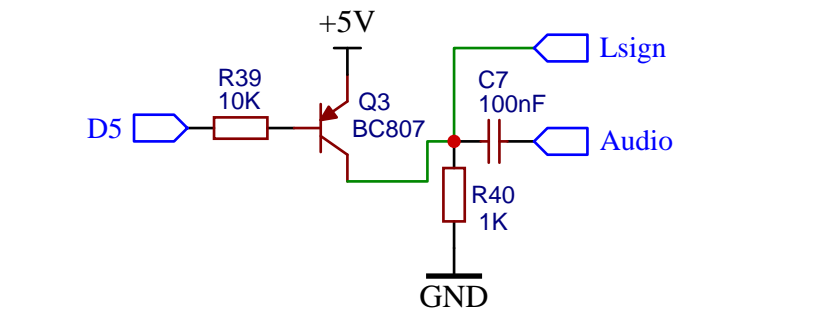 +5V
Lsign
R39
10K
C7
100nF
Q3
BC807
D5
Audio
R40
1K
GND